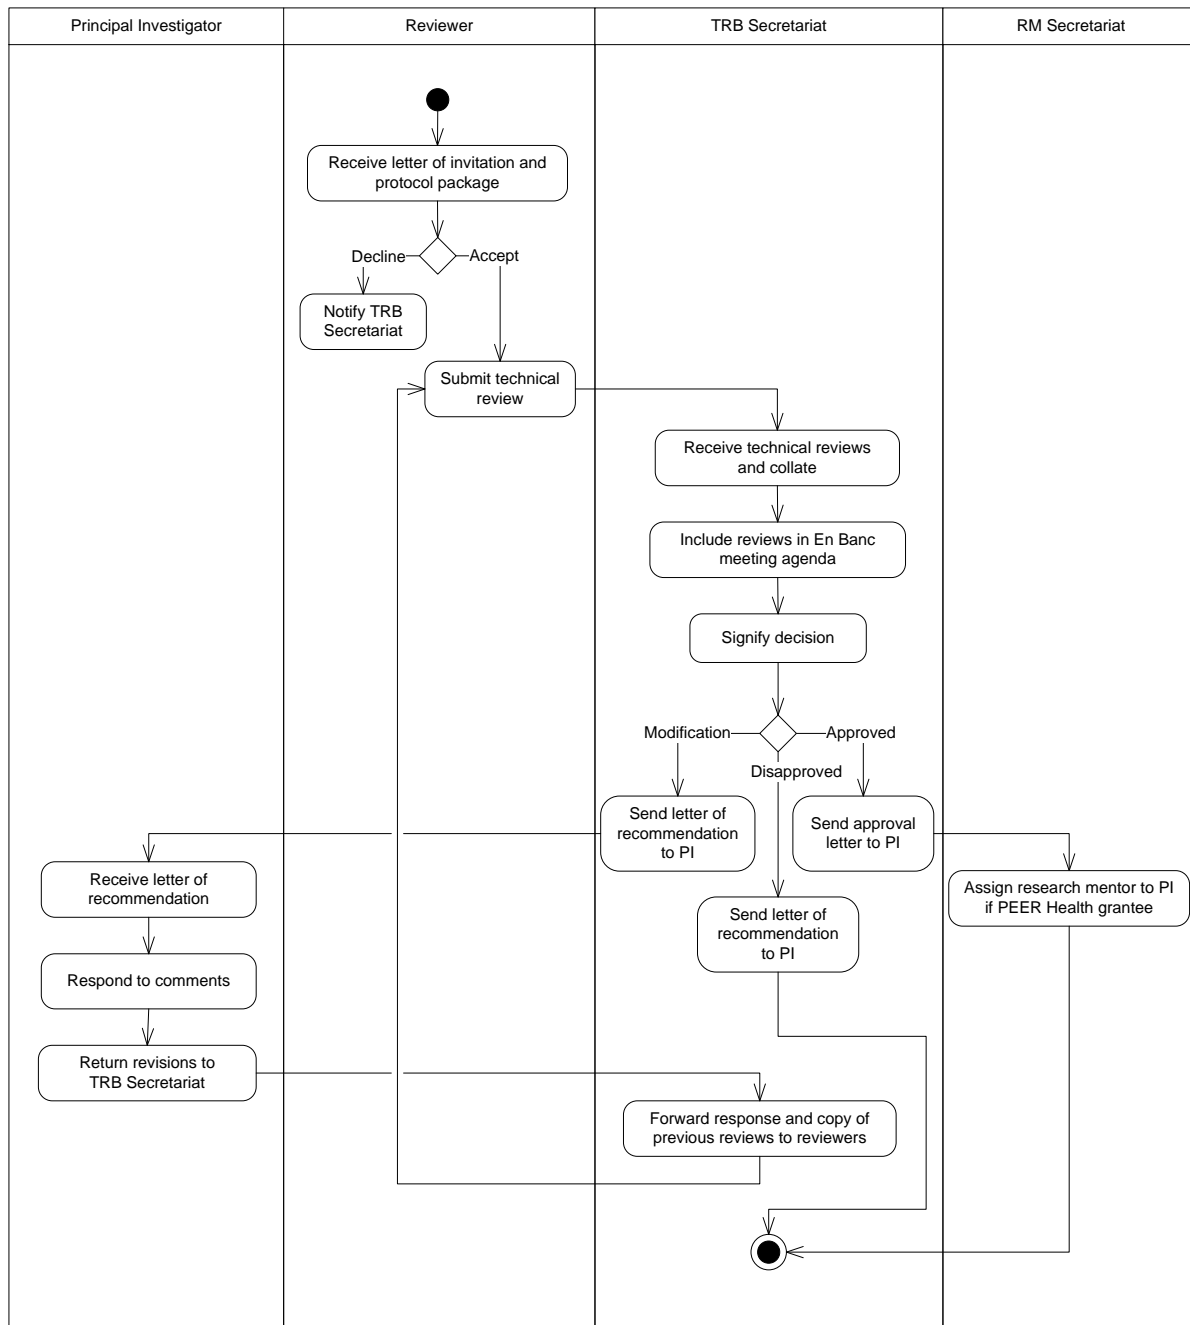 Principal Investigator
Reviewer
TRB Secretariat
RM Secretariat
Receive letter of invitation and
protocol package
Decline
Accept
Notify TRB
Secretariat
Submit technical
review
Receive technical reviews
and collate
Include reviews in En Banc
meeting agenda
Signify decision
Modification
Approved
Disapproved
Send letter of
recommendation
to PI
Send approval
letter to PI
Receive letter of
recommendation
Assign research mentor to PI
if PEER Health grantee
Send letter of
recommendation
to PI
Respond to comments
Return revisions to
TRB Secretariat
Forward response and copy of
previous reviews to reviewers